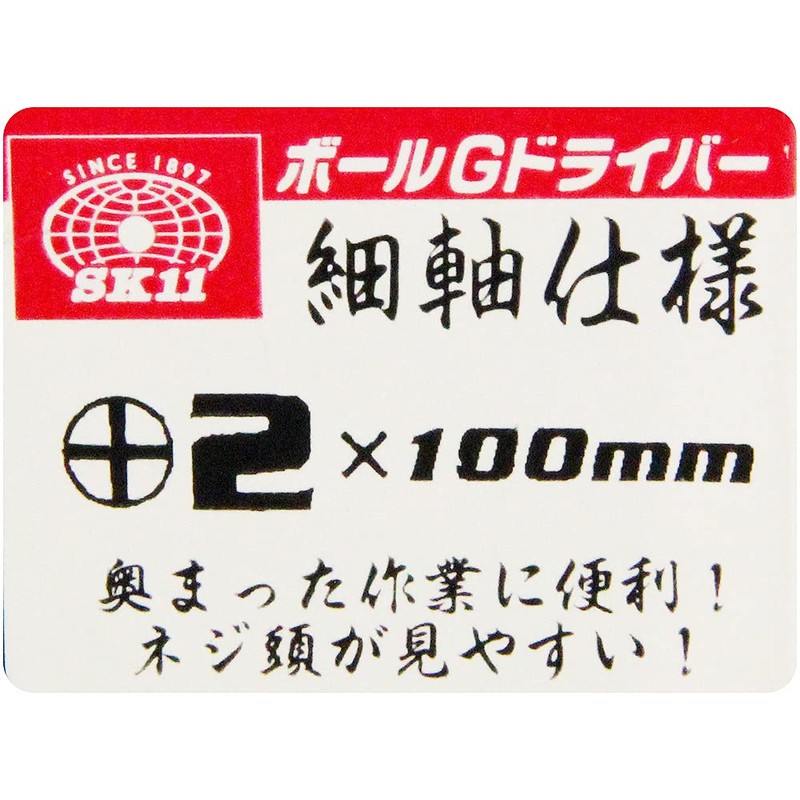 SINCE 1897
SK11
ボールGドライバー
細軸仕様
⊕2×100mm
奥まった作業に便利!
ネジ頭が見やすい!